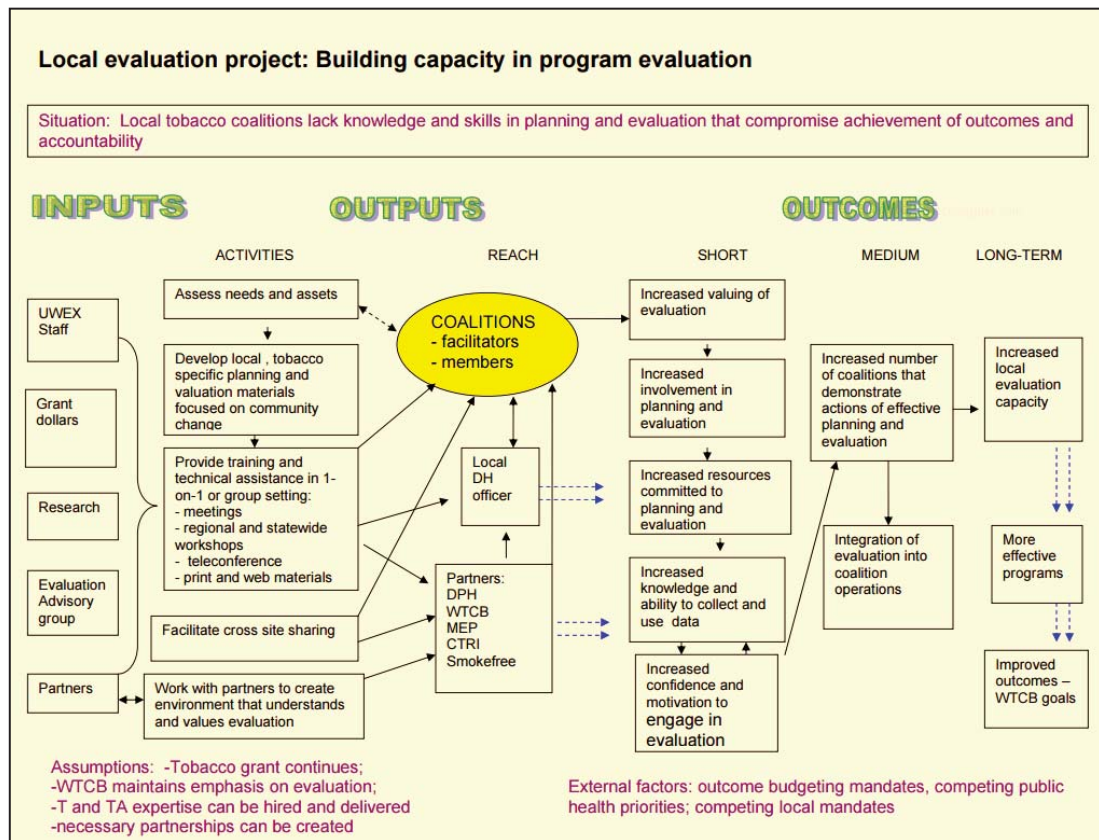 Local evaluation project: Building capacity in program evaluation
Situation: Local tobacco coalitions lack knowledge and skills in planning and evaluation that compromise achievement of outcomes and
accountability
INPUTS
OUTPUTS
OUTCOMES
ACTIVITIES
REACH
SHORT
MEDIUM
LONG-TERM
UWEX
Staff
Grant
dollars
Research
Evaluation
Advisory
group
Partners
Assess needs and assets
Develop local , tobacco
specific planning and
valuation materials
focused on community
change
Provide training and
technical assistance in 1-
on-1 or group setting:
- meetings
- regional and statewide
workshops
- teleconference
- print and web materials
Facilitate cross site sharing
Work with partners to create
environment that understands
and values evaluation
COALITIONS
- facilitators
- members
Local
DH
officer
Partners:
DPH
WTCB
MEP
CTRI
Smokefree
Increased valuing of
evaluation
Increased
involvement in
planning and
evaluation
Increased resources
committed to
planning and
evaluation
Increased
knowledge and
ability to collect and
use data
Increased
confidence and
motivation to
engage in
evaluation
Increased number
of coalitions that
demonstrate
actions of effective
planning and
evaluation
Integration of
evaluation into
coalition
operations
Increased
local
evaluation
capacity
More
effective
programs
Improved
outcomes –
WTCB goals
Assumptions: -Tobacco grant continues;
-WTCB maintains emphasis on evaluation;
-T and TA expertise can be hired and delivered
-necessary partnerships can be created
External factors: outcome budgeting mandates, competing public
health priorities; competing local mandates